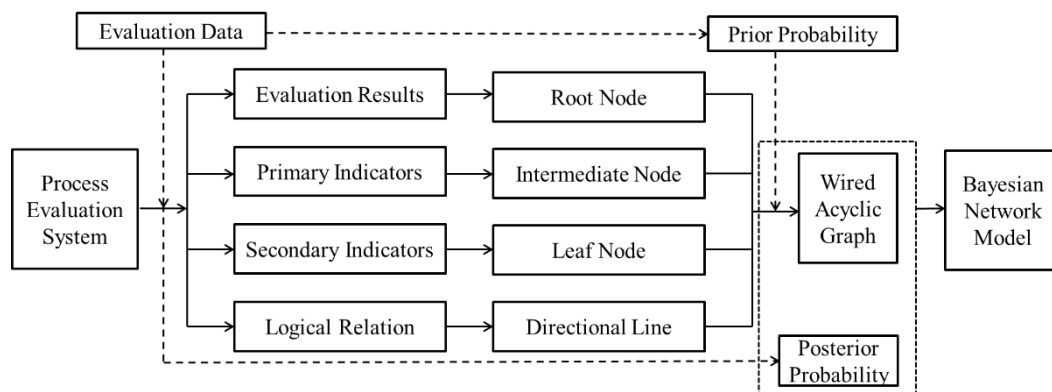 Evaluation Data
Prior Probability
Evaluation Results
Root Node
Process
Evaluation
System
Primary Indicators
Intermediate Node
Wired
Acyclic
Graph
Bayesian
Network
Model
Secondary Indicators
Leaf Node
Logical Relation
Directional Line
Posterior
Probability